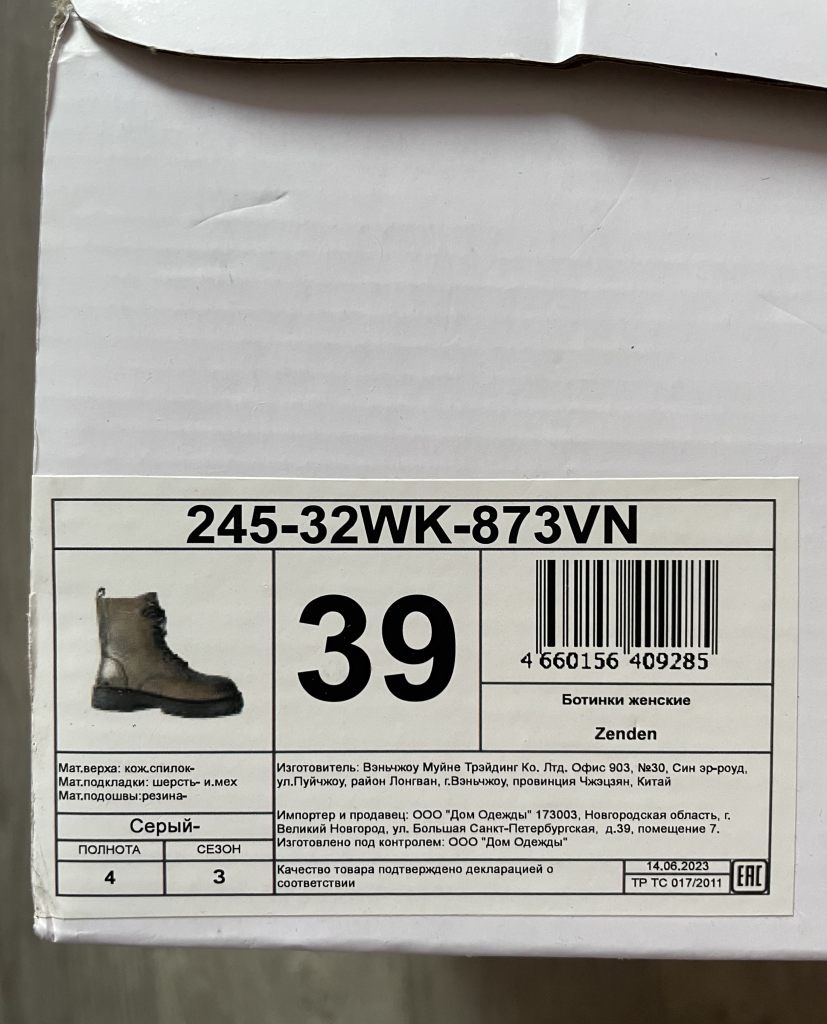 245-32WK-873VN
39
4 660156 409285
Ботинки женские
Zenden
Мат.верха: кож.спилок-
Мат.подкладки: шерсть- и.мех
Мат.подошвы:резина-
Серый-
ПОЛНОТА СЕЗОН
4 3
Изготовитель: Вэньчжоу Муйне Трэйдинг Ко. Лтд. Офис 903, №30, Син эр-роуд,
ул.Пуйчжоу, район Лонгван, г.Вэньчжоу, провинция Чжэцзян, Китай
Импортер и продавец: ООО "Дом Одежды" 173003, Новгородская область, г.
Великий Новгород, ул. Большая Санкт-Петербургская, д.39, помещение 7.
Изготовлено под контролем: ООО "Дом Одежды"
Качество товара подтверждено декларацией о
соответствии
14.06.2023
ТР ТС 017/2011
EAC